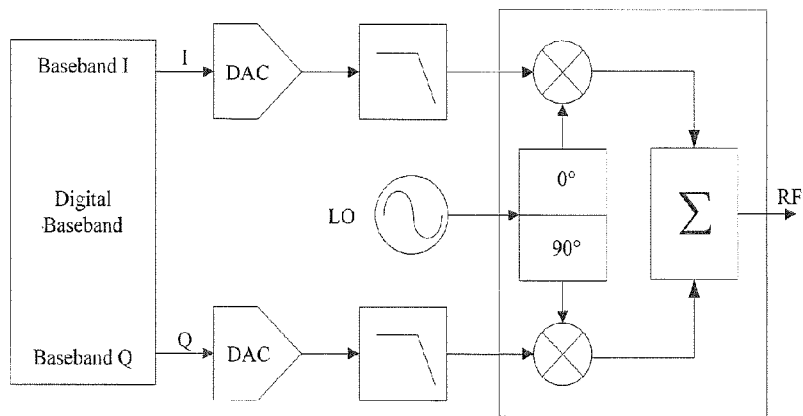 Baseband I
I
DAC
0°
Digital
Baseband
LO
Σ
RF
90°
Baseband Q
Q
DAC